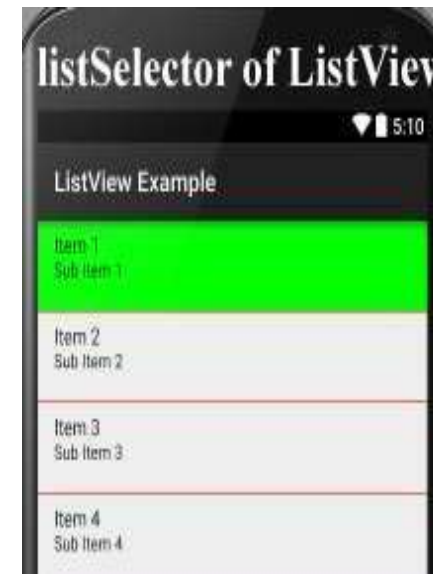 listSelector of ListView
5:10
ListView Example
Item 1
Sub Item 1
Item 2
Sub Item 2
Item 3
Sub Item 3
Item 4
Sub Item 4